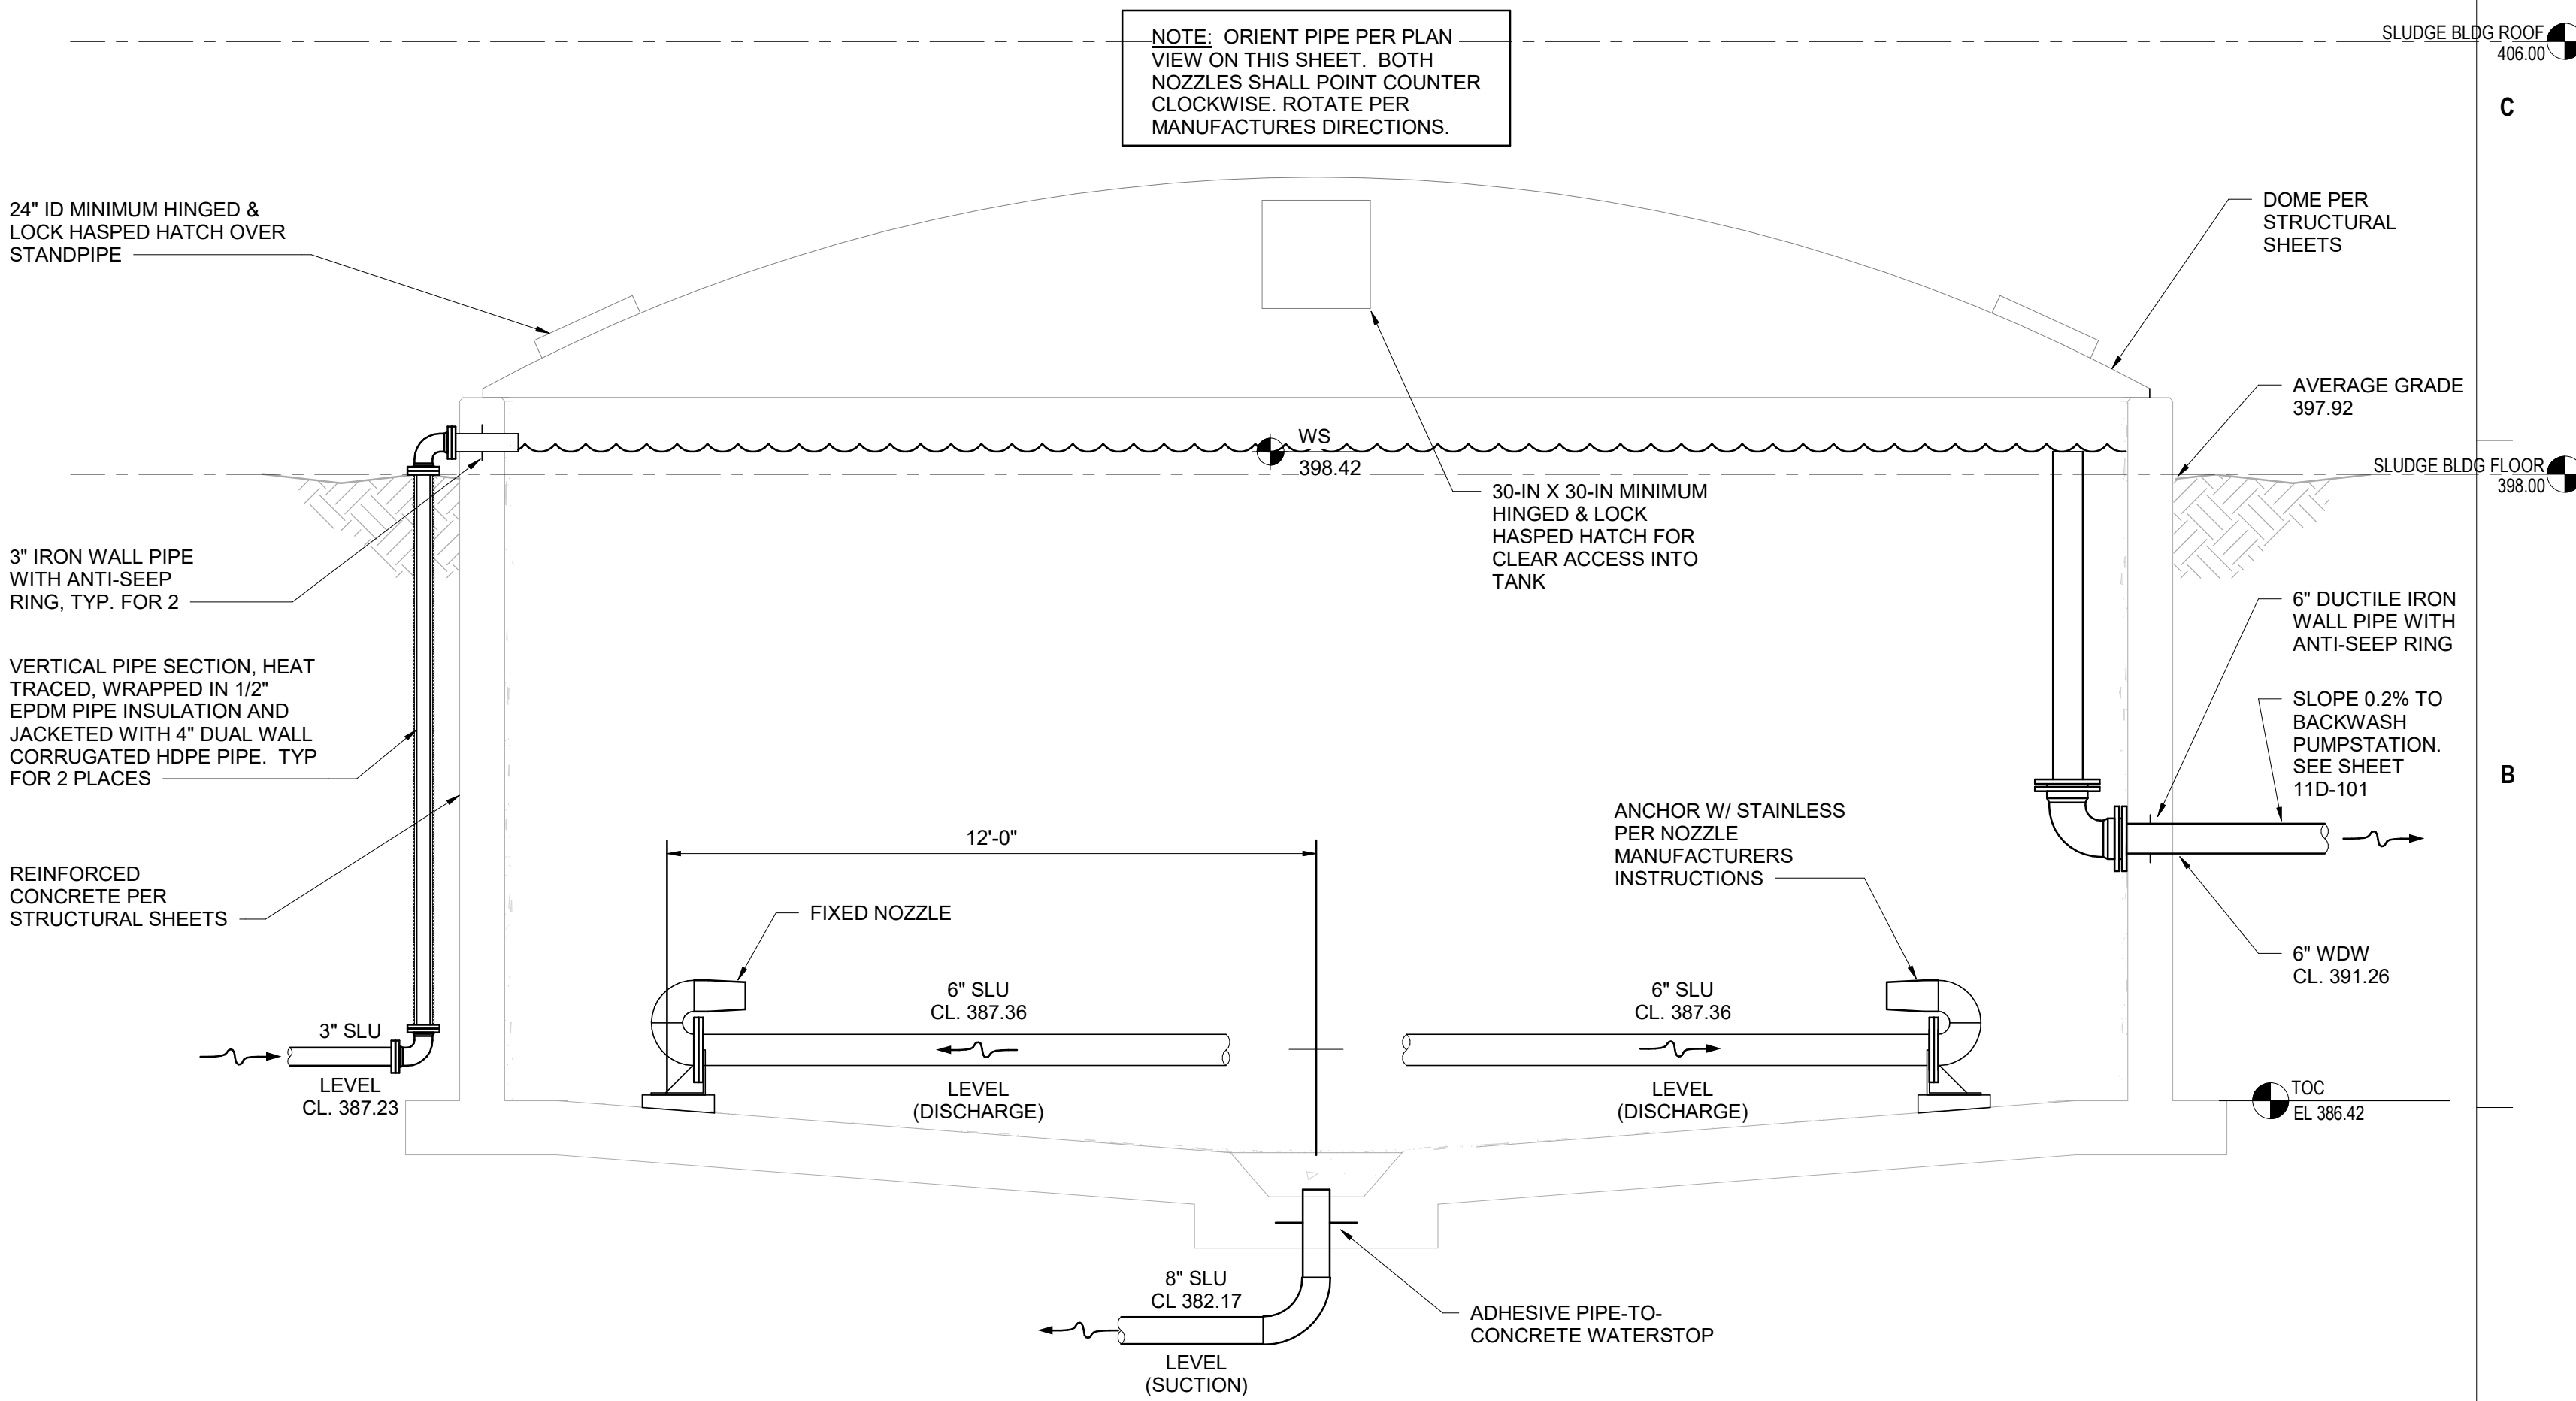 NOTE: ORIENT PIPE PER PLAN
VIEW ON THIS SHEET. BOTH
NOZZLES SHALL POINT COUNTER
CLOCKWISE. ROTATE PER
MANUFACTURES DIRECTIONS.
SLUDGE BLDG ROOF
406.00
C
24" ID MINIMUM HINGED &
LOCK HASPED HATCH OVER
STANDPIPE
DOME PER
STRUCTURAL
SHEETS
AVERAGE GRADE
397.92
WS
398.42
SLUDGE BLDG FLOOR
398.00
30-IN X 30-IN MINIMUM
HINGED & LOCK
HASPED HATCH FOR
CLEAR ACCESS INTO
TANK
3" IRON WALL PIPE
WITH ANTI-SEEP
RING, TYP. FOR 2
6" DUCTILE IRON
WALL PIPE WITH
ANTI-SEEP RING
VERTICAL PIPE SECTION, HEAT
TRACED, WRAPPED IN 1/2"
EPDM PIPE INSULATION AND
JACKETED WITH 4" DUAL WALL
CORRUGATED HDPE PIPE. TYP
FOR 2 PLACES
SLOPE 0.2% TO
BACKWASH
PUMPSTATION.
SEE SHEET
11D-101
B
12'-0"
ANCHOR W/ STAINLESS
PER NOZZLE
MANUFACTURERS
INSTRUCTIONS
REINFORCED
CONCRETE PER
STRUCTURAL SHEETS
FIXED NOZZLE
6" WDW
CL. 391.26
6" SLU
CL. 387.36
6" SLU
CL. 387.36
3" SLU
LEVEL
CL. 387.23
LEVEL
(DISCHARGE)
LEVEL
(DISCHARGE)
TOC
EL 386.42
8" SLU
CL 382.17
LEVEL
(SUCTION)
ADHESIVE PIPE-TO-
CONCRETE WATERSTOP